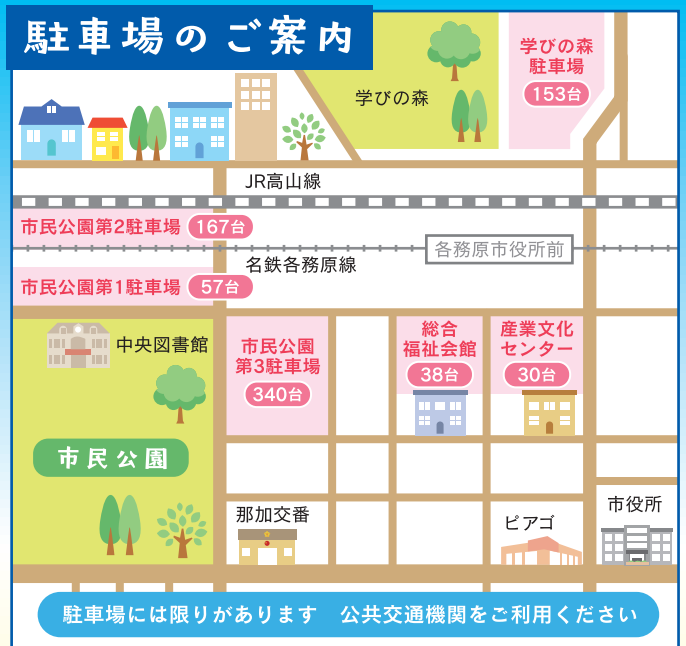 駐車場のご案内
学びの森
学びの森
駐車場
153台
JR高山線
市民公園第2駐車場 167台
各務原市役所前
名鉄各務原線
市民公園第1駐車場 57台
中央図書館
市民公園
第3駐車場
340台
総合
福祉会館
38台
産業文化
センター
30台
市民公園
那加交番
ピアゴ
市役所
駐車場には限りがあります 公共交通機関をご利用ください